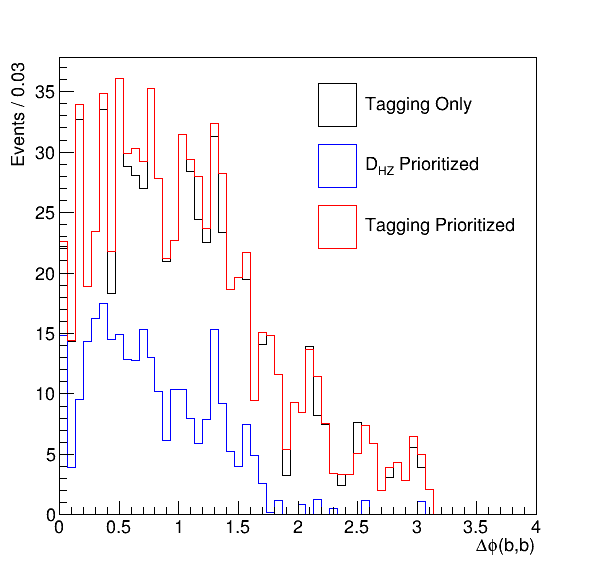 Events / 0.03
35
30
25
20
15
10
5
0
Tagging Only
D_HZ Prioritized
Tagging Prioritized
0 0.5 1 1.5 2 2.5 3 3.5 4
Δϕ(b,b)